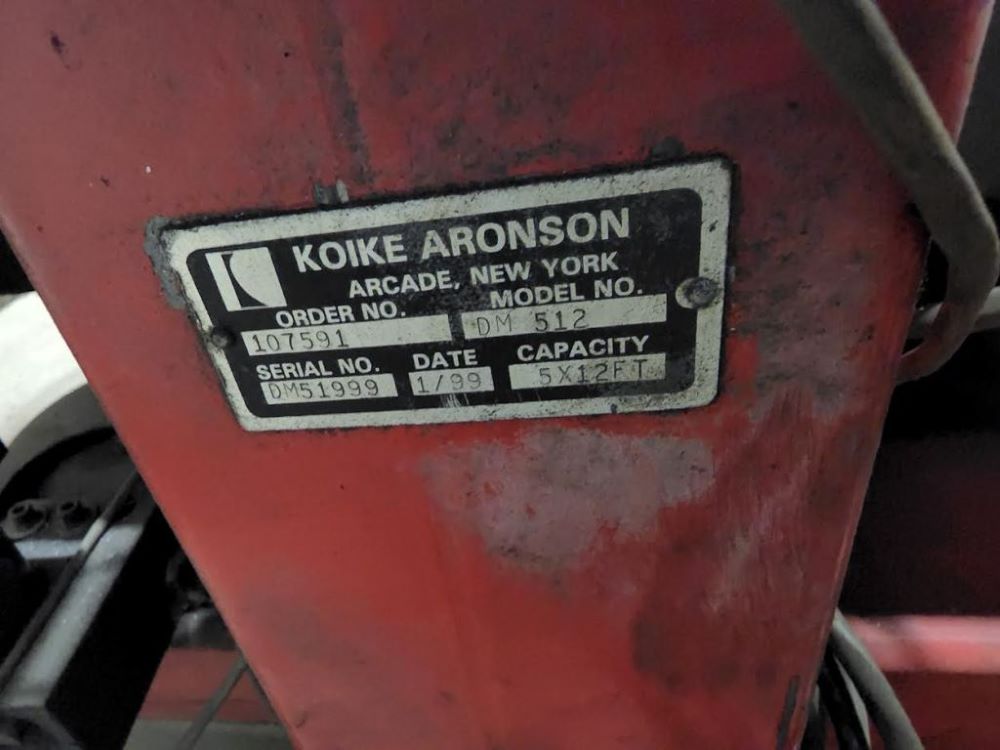 KOIKE ARONSON
ARCADE, NEW YORK
ORDER NO. MODEL NO.
107591 DM 512
SERIAL NO. DATE CAPACITY
DM51999 1/99 5X12FT